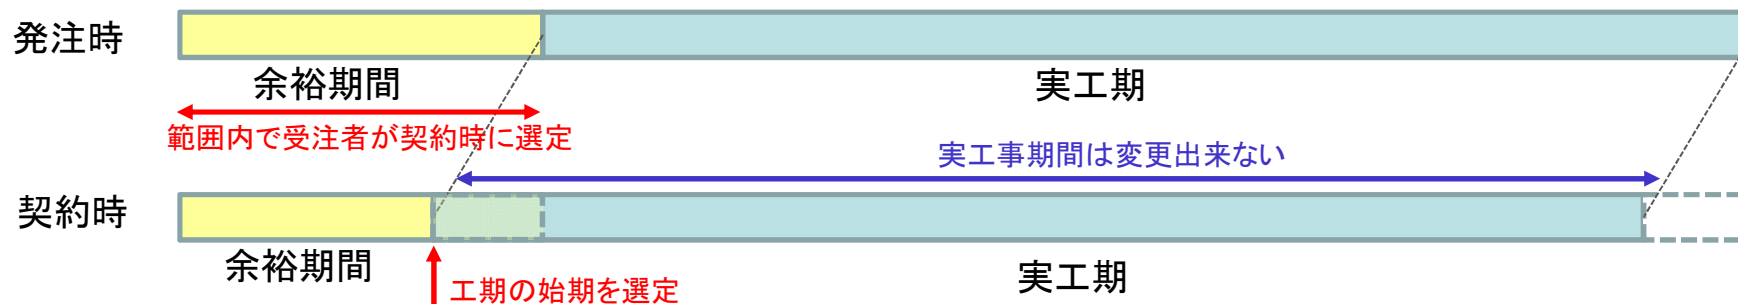 発注時
余裕期間
実工期
範囲内で受注者が契約時に選定
実工事期間は変更出来ない
契約時
余裕期間
実工期
工期の始期を選定